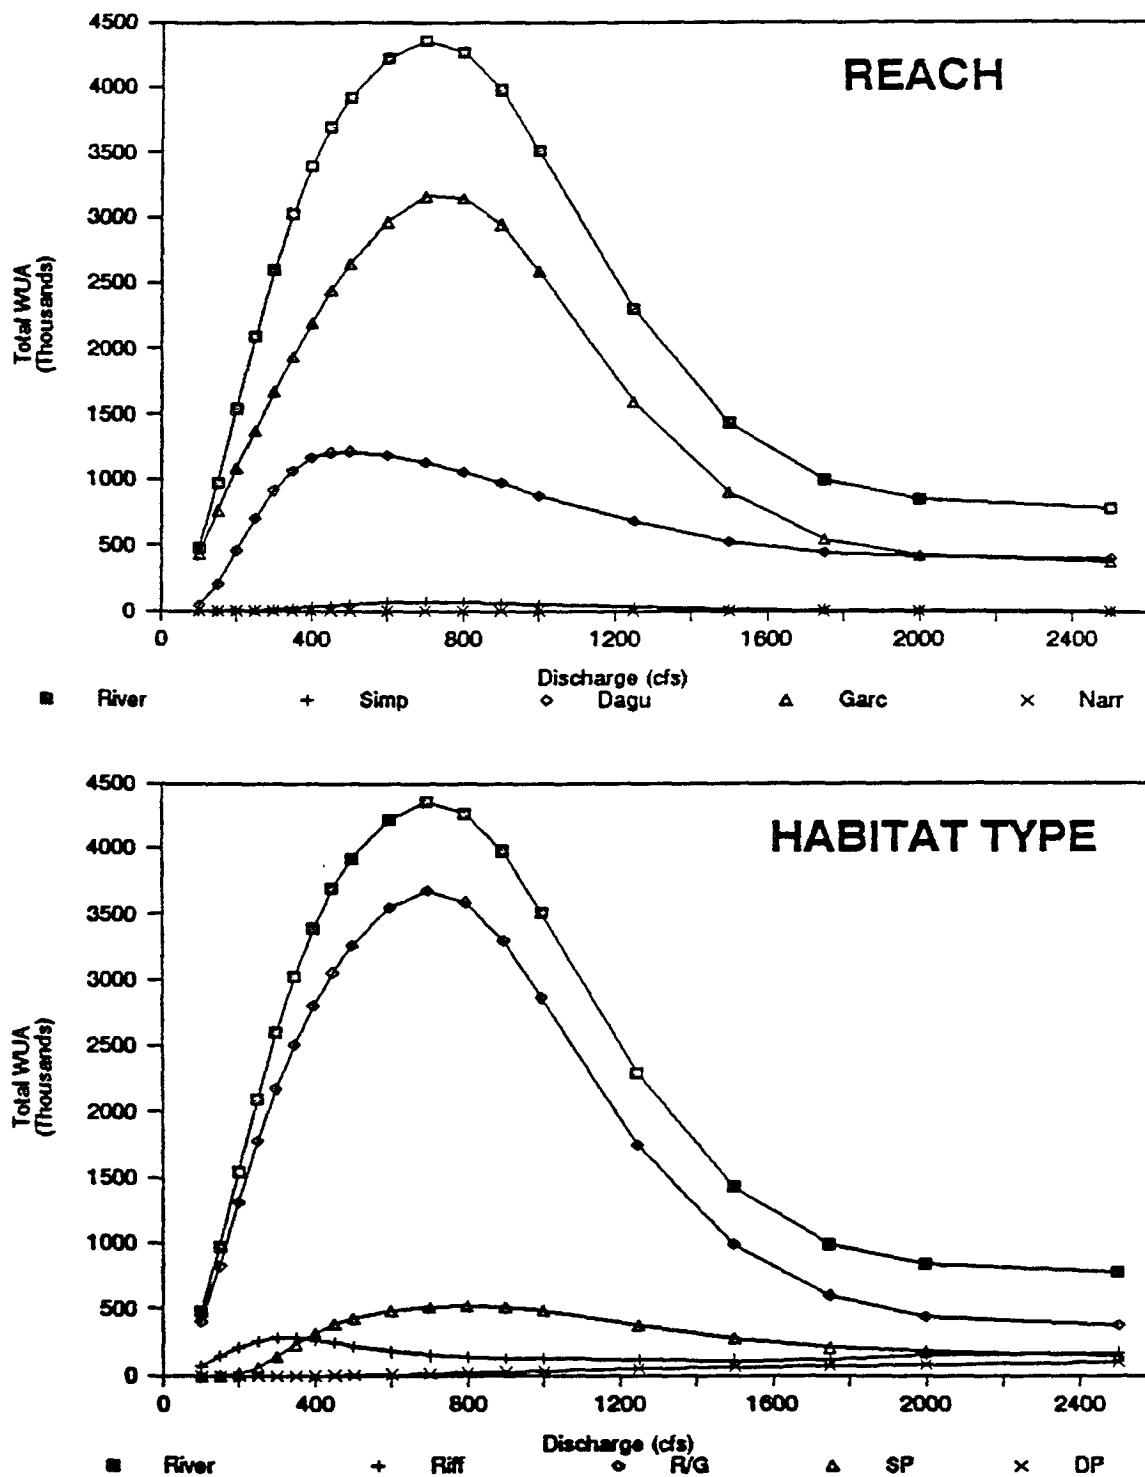 REACH
4500
4000
3500
3000
2500
2000
1500
1000
500
0
Total WUA
(Thousands)
0 400 800 1200 1600 2000 2400
Discharge (cfs)
River Simp Dagu Garc Narr
HABITAT TYPE
4500
4000
3500
3000
2500
2000
1500
1000
500
0
Total WUA
(Thousands)
0 400 800 1200 1600 2000 2400
Discharge (cfs)
River Riff R/G SP DP